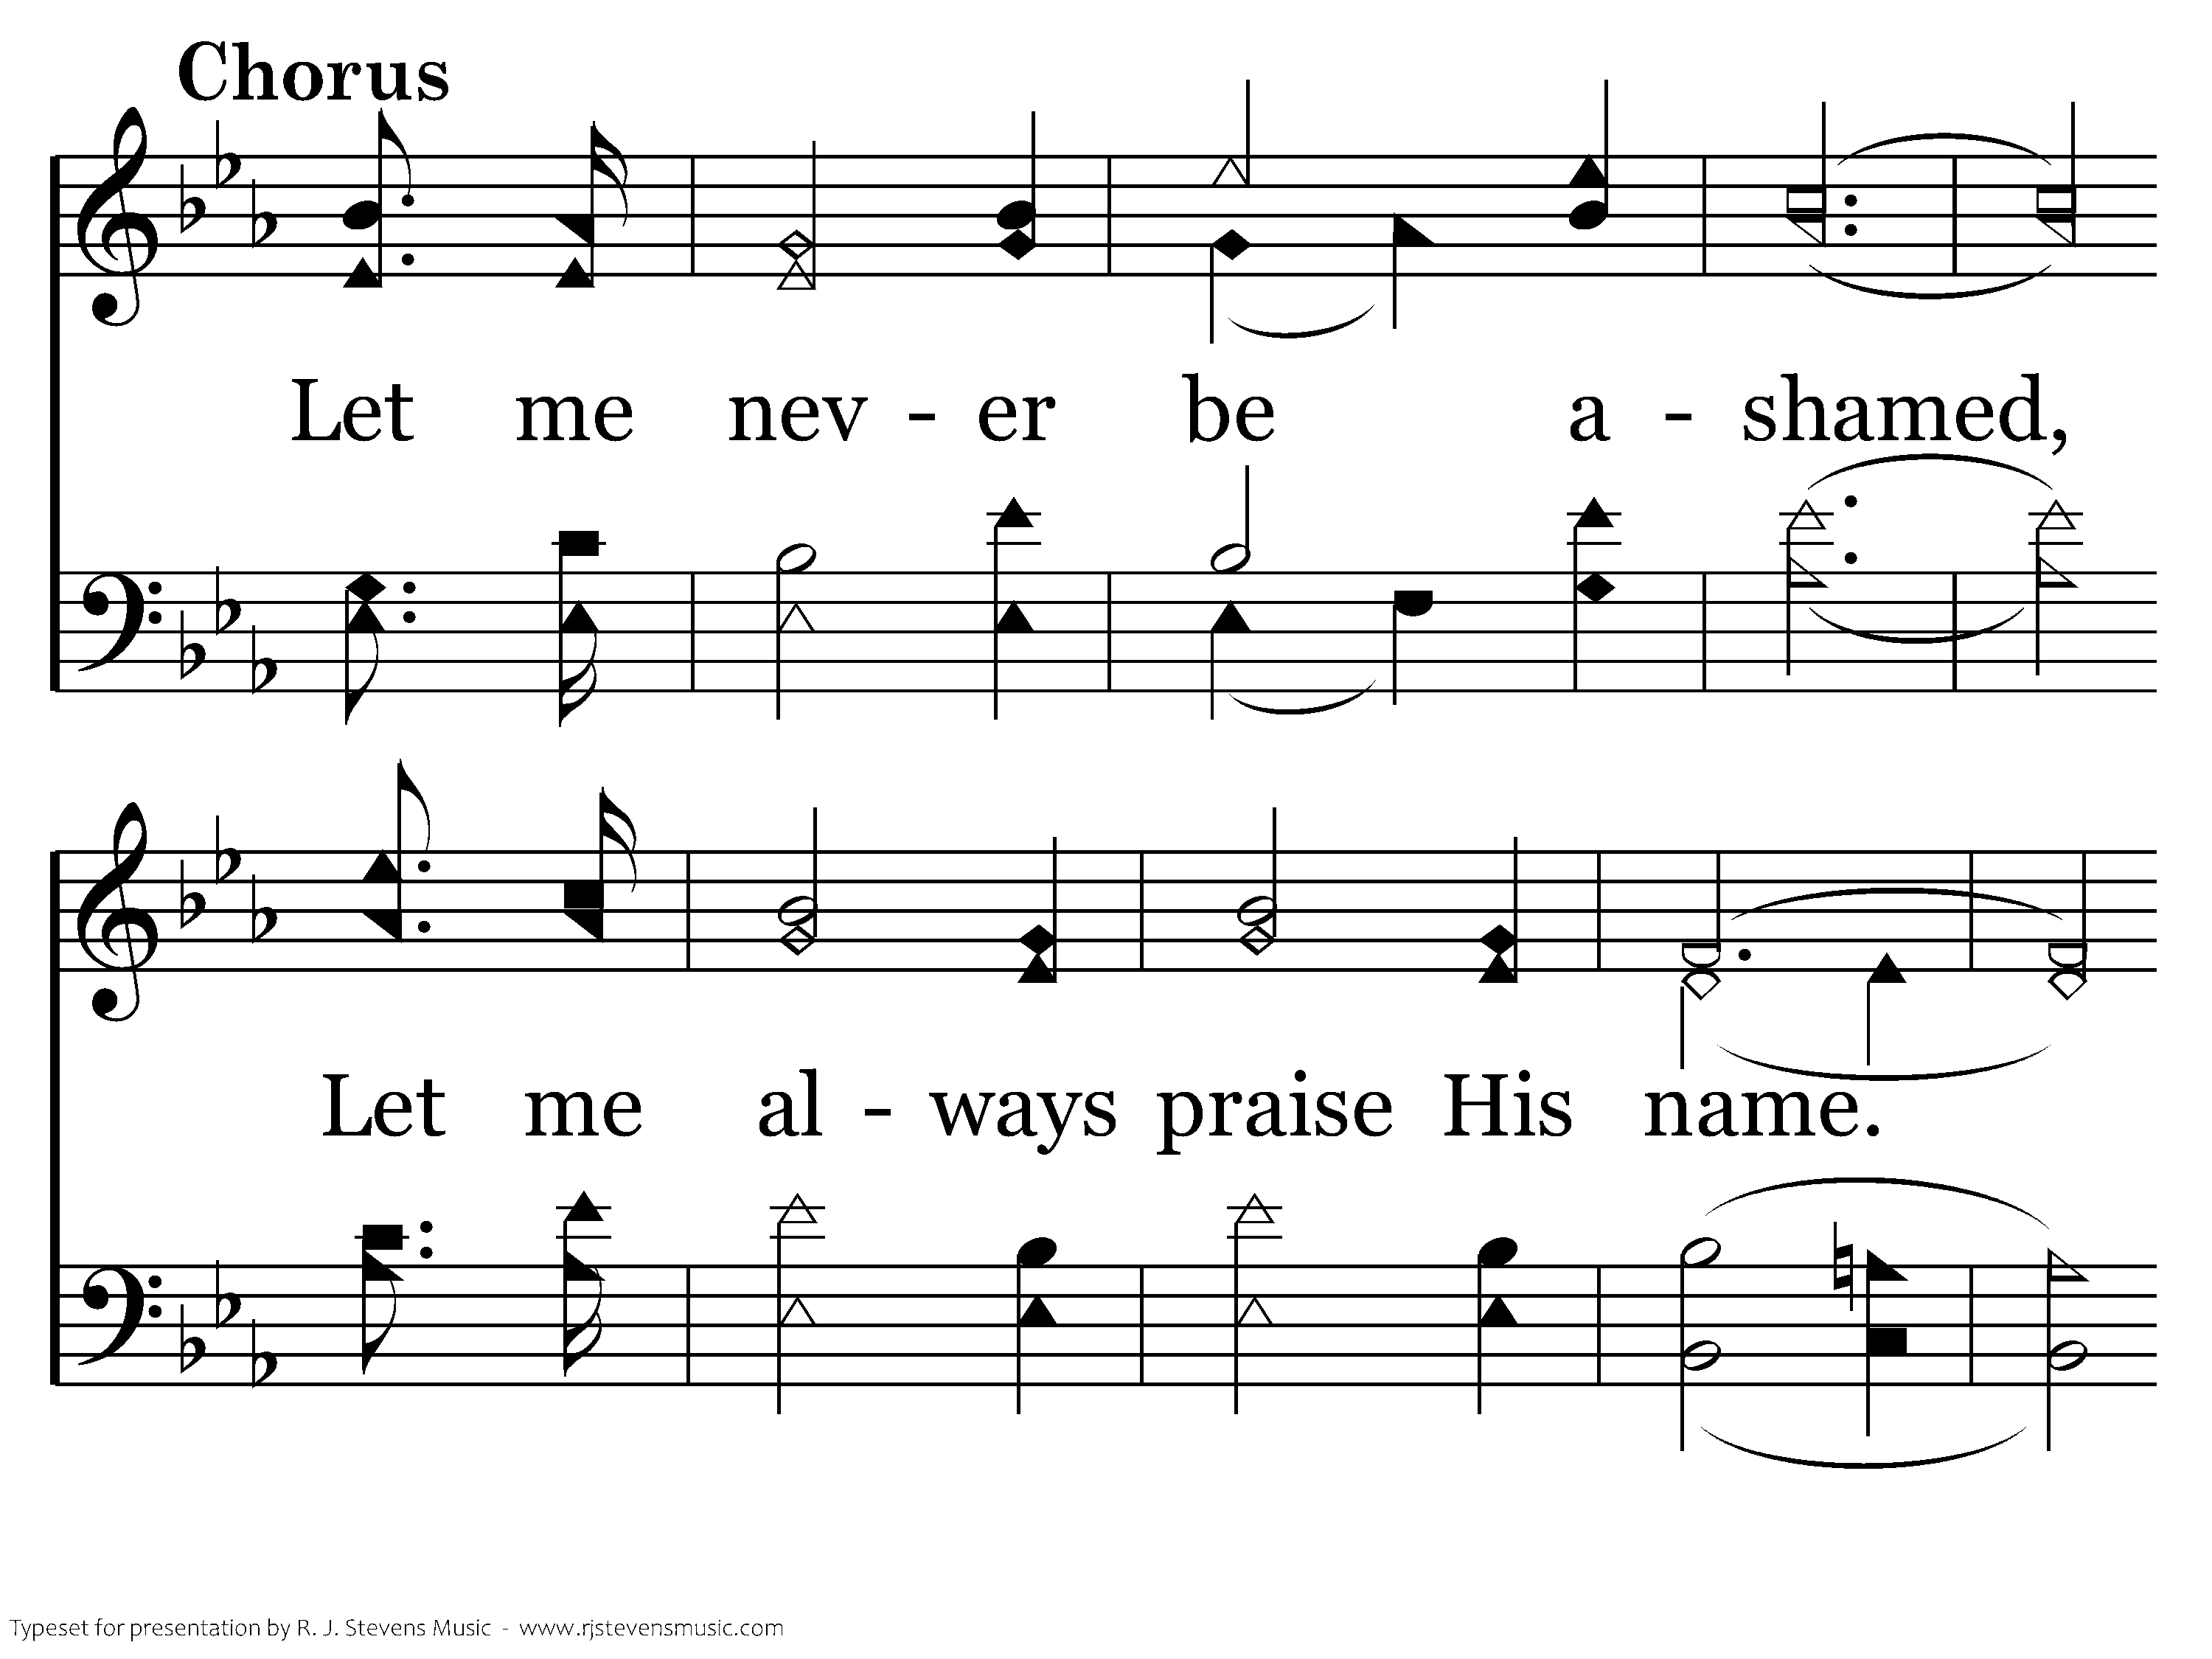 Chorus
Let me nev - er be a - shamed,
Let me al - ways praise His name.
Typeset for presentation by R. J. Stevens Music - www.rjstevensmusic.com